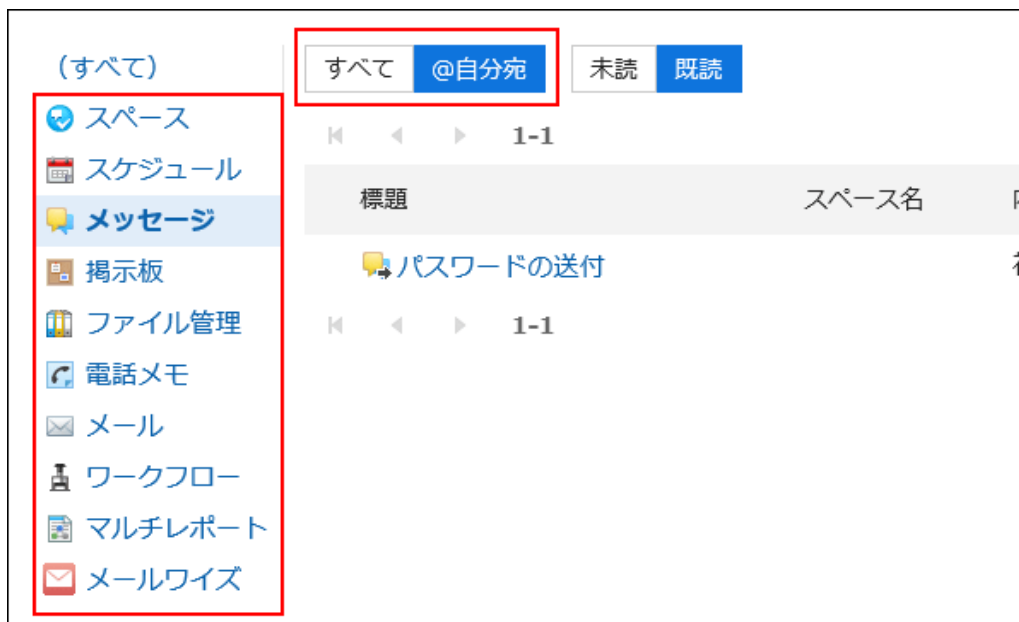 (すべて)
スペース
スケジュール
メッセージ
掲示板
ファイル管理
電話メモ
メール
ワークフロー
マルチレポート
メールワイズ
すべて @自分宛 未読 既読
1-1
標題 スペース名
パスワードの送付
1-1